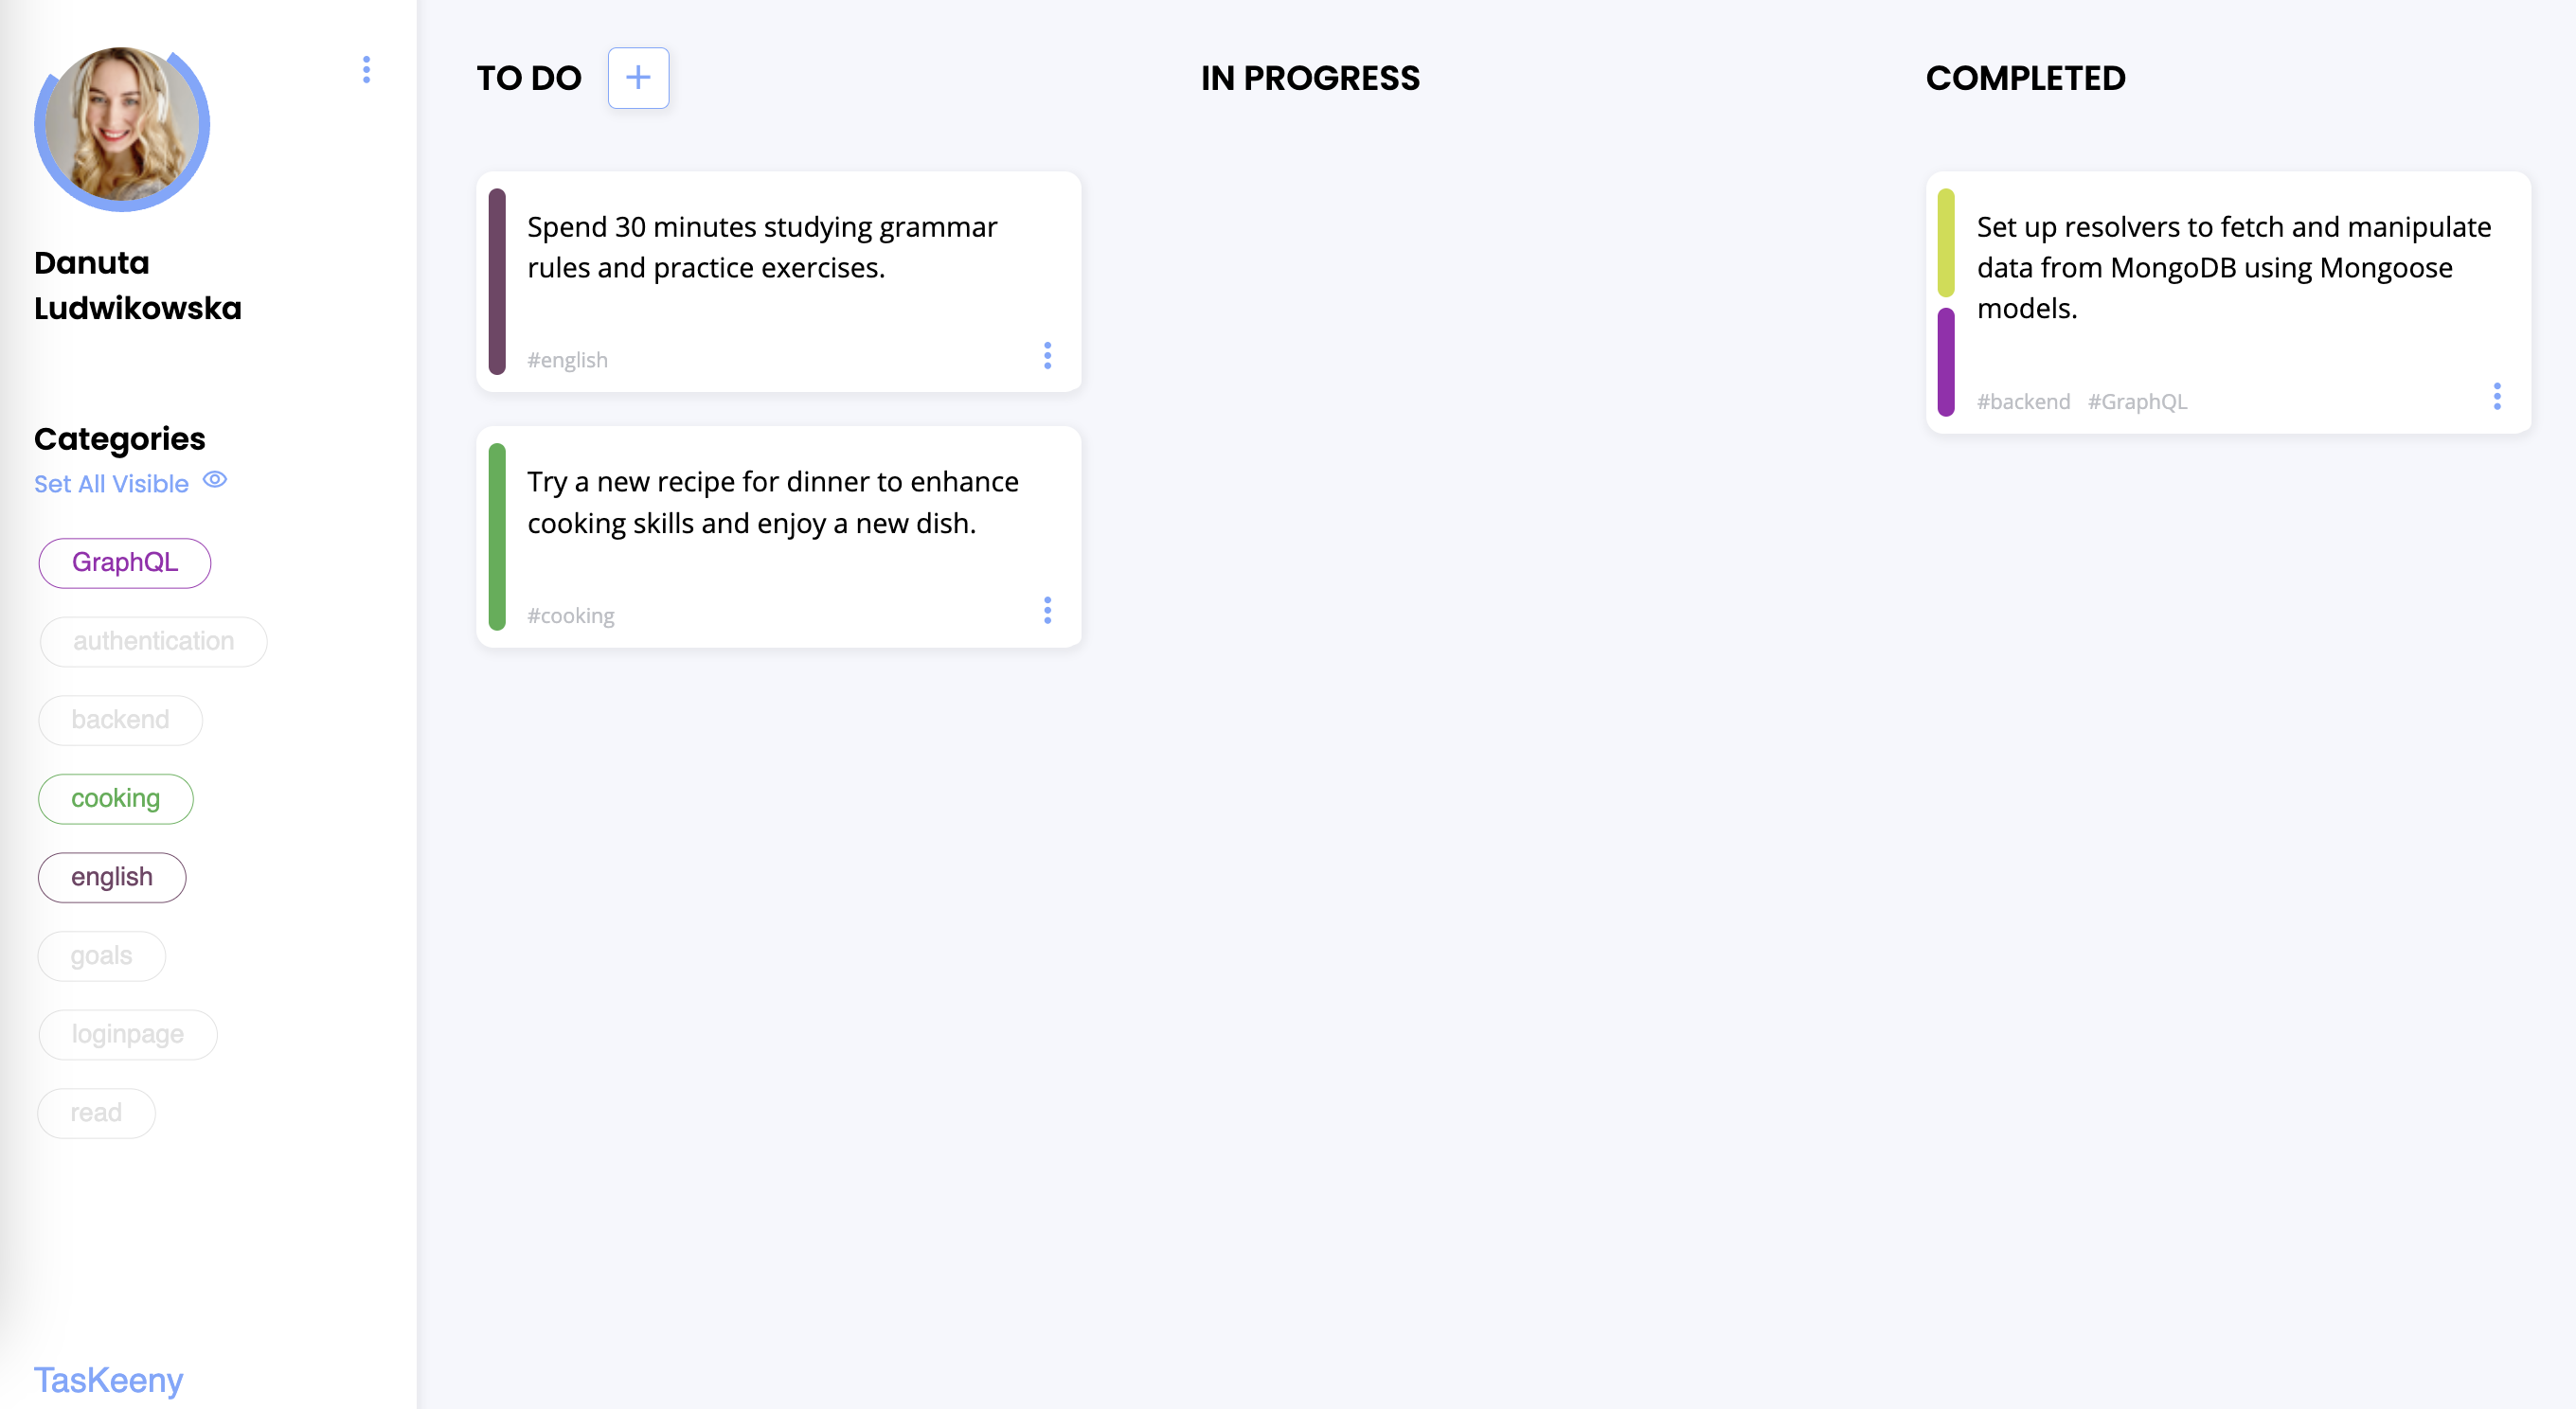 Danuta
Ludwikowska
Categories
Set All Visible
GraphQL
authentication
backend
cooking
english
goals
loginpage
read
TasKeeny
TO DO
Spend 30 minutes studying grammar
rules and practice exercises.
#english
Try a new recipe for dinner to enhance
cooking skills and enjoy a new dish.
#cooking
IN PROGRESS
COMPLETED
Set up resolvers to fetch and manipulate
data from MongoDB using Mongoose
models.
#backend #GraphQL